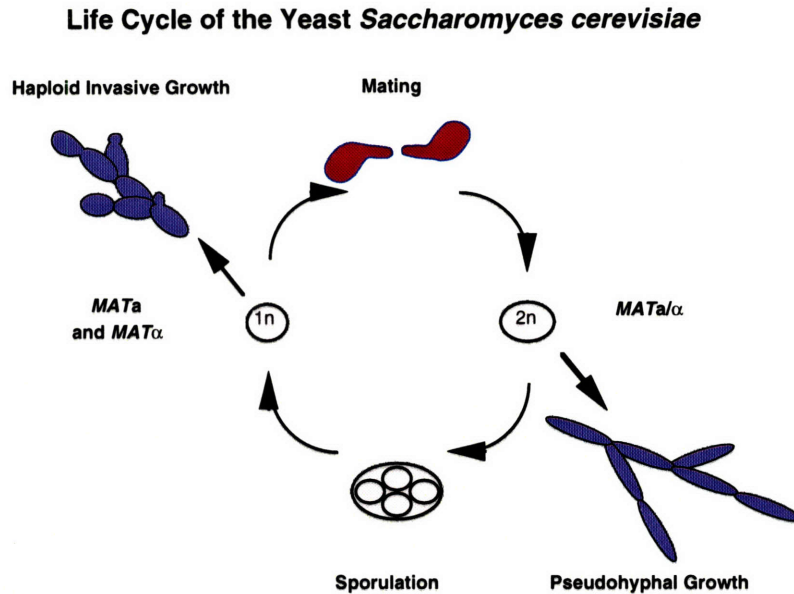 Life Cycle of the Yeast Saccharomyces cerevisiae
Haploid Invasive Growth
Mating
MATa
and MATα
1n
2n
MATa/α
Sporulation
Pseudohyphal Growth